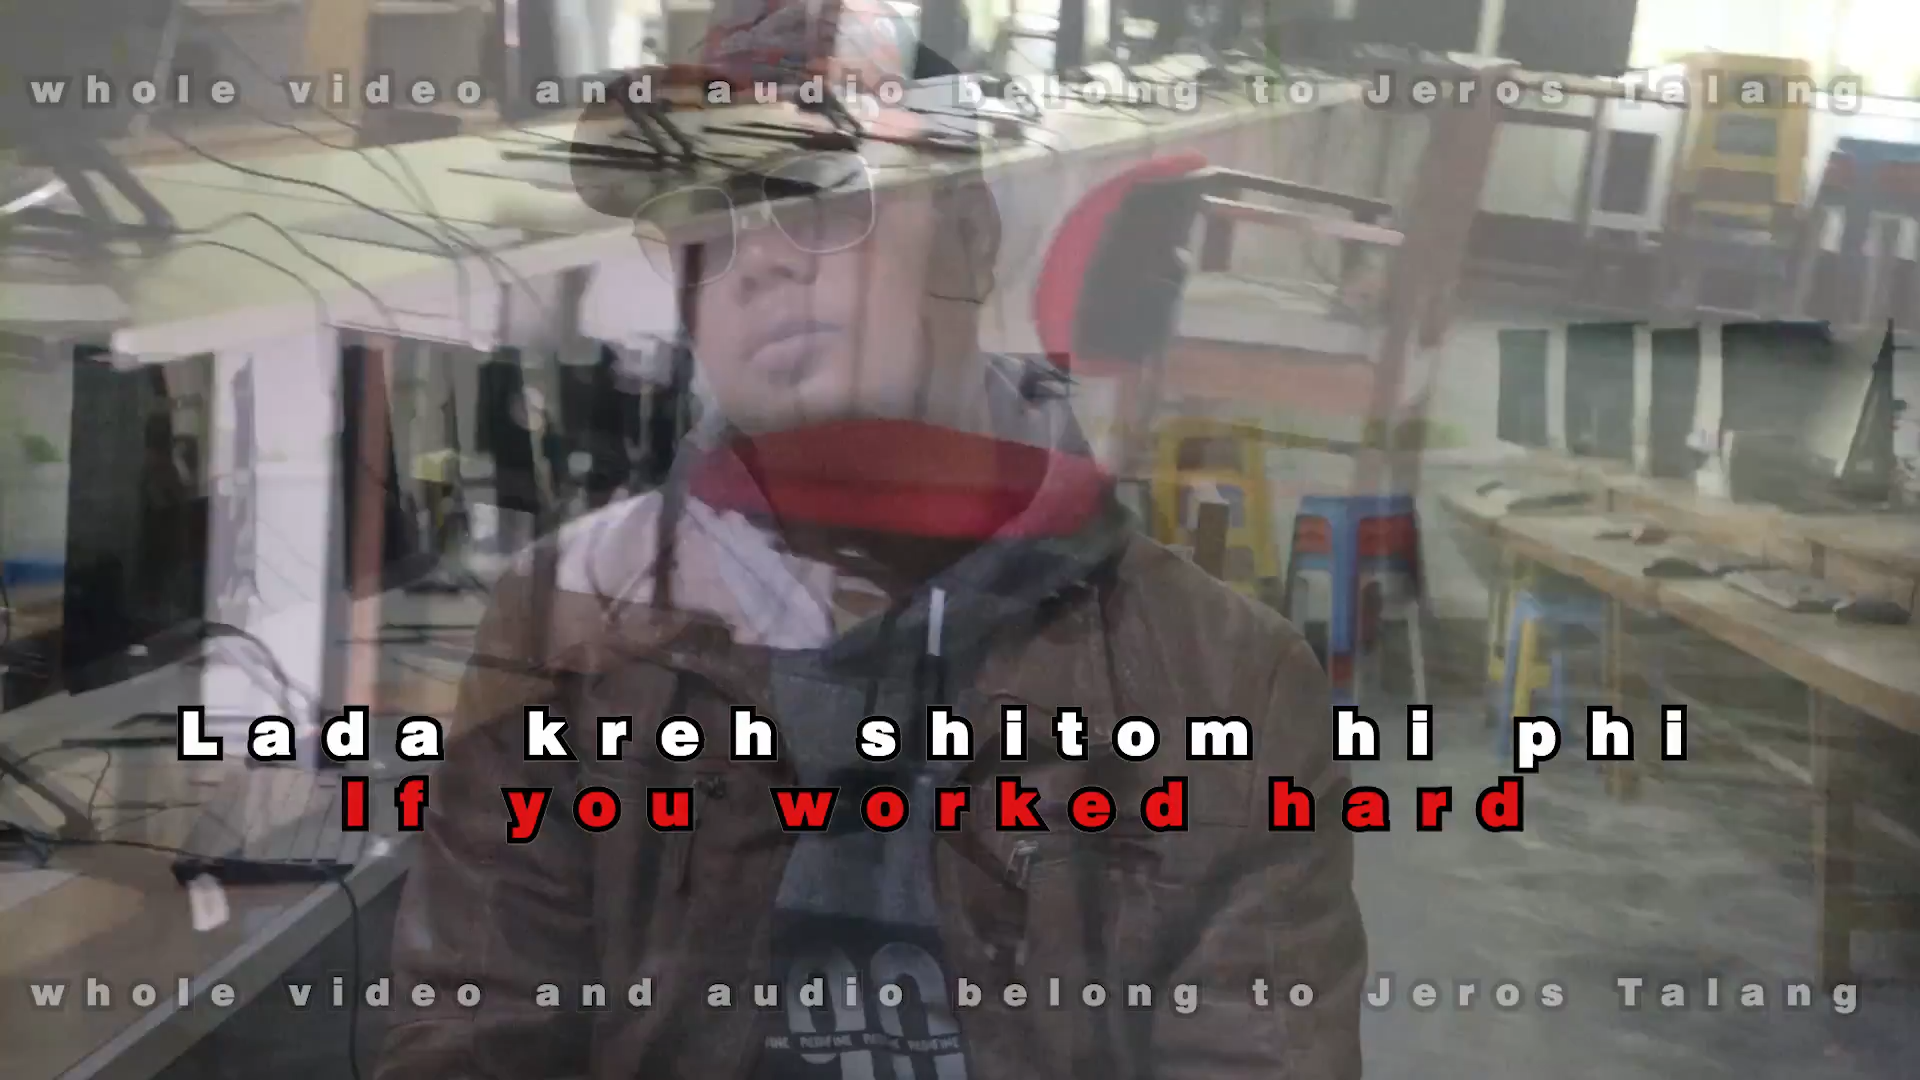 whole video and audio belong to Jeros Talang
Lada kreh shitom hi phi
If you worked hard
whole video and audio belong to Jeros Talang